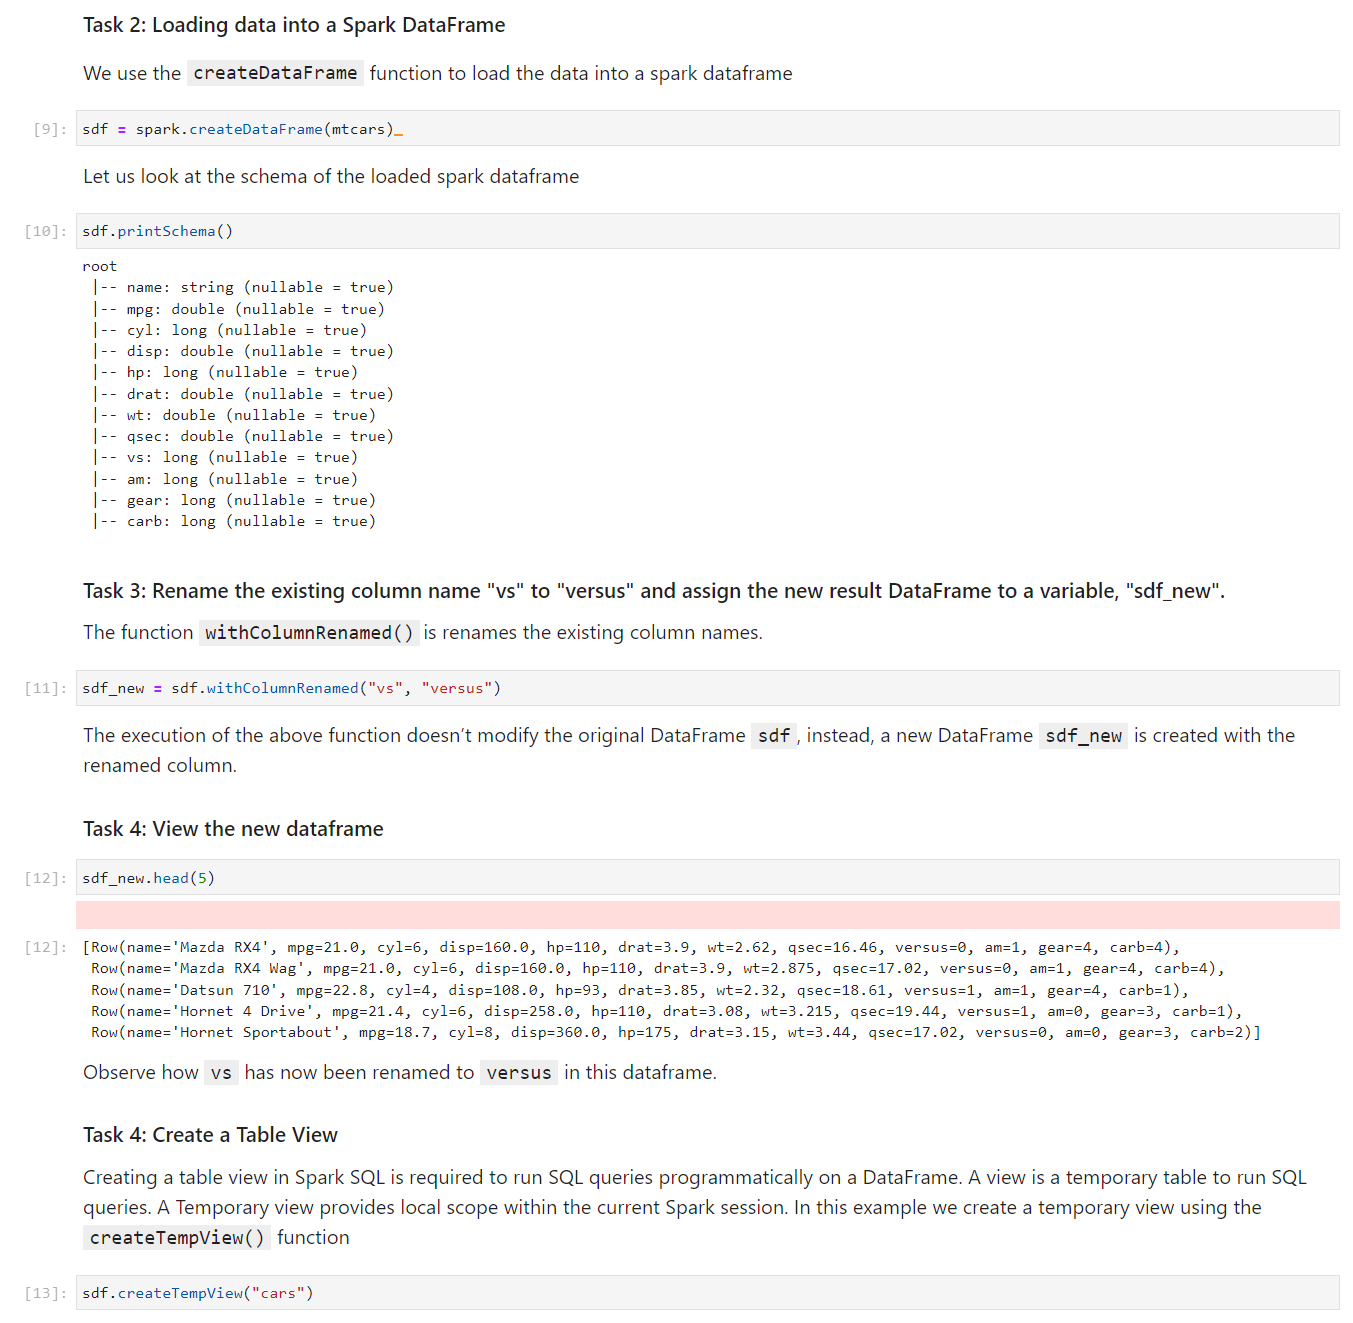 Task 2: Loading data into a Spark DataFrame
We use the createDataFrame function to load the data into a spark dataframe
[9]: sdf = spark.createDataFrame(mtcars)_
Let us look at the schema of the loaded spark dataframe
[10]: sdf.printSchema()
root
 |-- name: string (nullable = true)
 |-- mpg: double (nullable = true)
 |-- cyl: long (nullable = true)
 |-- disp: double (nullable = true)
 |-- hp: long (nullable = true)
 |-- drat: double (nullable = true)
 |-- wt: double (nullable = true)
 |-- qsec: double (nullable = true)
 |-- vs: long (nullable = true)
 |-- am: long (nullable = true)
 |-- gear: long (nullable = true)
 |-- carb: long (nullable = true)
Task 3: Rename the existing column name "vs" to "versus" and assign the new result DataFrame to a variable, "sdf_new".
The function withColumnRenamed() is renames the existing column names.
[11]: sdf_new = sdf.withColumnRenamed("vs", "versus")
The execution of the above function doesn’t modify the original DataFrame sdf, instead, a new DataFrame sdf_new is created with the
renamed column.
Task 4: View the new dataframe
[12]: sdf_new.head(5)
[12]: [Row(name='Mazda RX4', mpg=21.0, cyl=6, disp=160.0, hp=110, drat=3.9, wt=2.62, qsec=16.46, versus=0, am=1, gear=4, carb=4),
 Row(name='Mazda RX4 Wag', mpg=21.0, cyl=6, disp=160.0, hp=110, drat=3.9, wt=2.875, qsec=17.02, versus=0, am=1, gear=4, carb=4),
 Row(name='Datsun 710', mpg=22.8, cyl=4, disp=108.0, hp=93, drat=3.85, wt=2.32, qsec=18.61, versus=1, am=1, gear=4, carb=1),
 Row(name='Hornet 4 Drive', mpg=21.4, cyl=6, disp=258.0, hp=110, drat=3.08, wt=3.215, qsec=19.44, versus=1, am=0, gear=3, carb=1),
 Row(name='Hornet Sportabout', mpg=18.7, cyl=8, disp=360.0, hp=175, drat=3.15, wt=3.44, qsec=17.02, versus=0, am=0, gear=3, carb=2)]
Observe how vs has now been renamed to versus in this dataframe.
Task 4: Create a Table View
Creating a table view in Spark SQL is required to run SQL queries programmatically on a DataFrame. A view is a temporary table to run SQL
queries. A Temporary view provides local scope within the current Spark session. In this example we create a temporary view using the
createTempView() function
[13]: sdf.createTempView("cars")